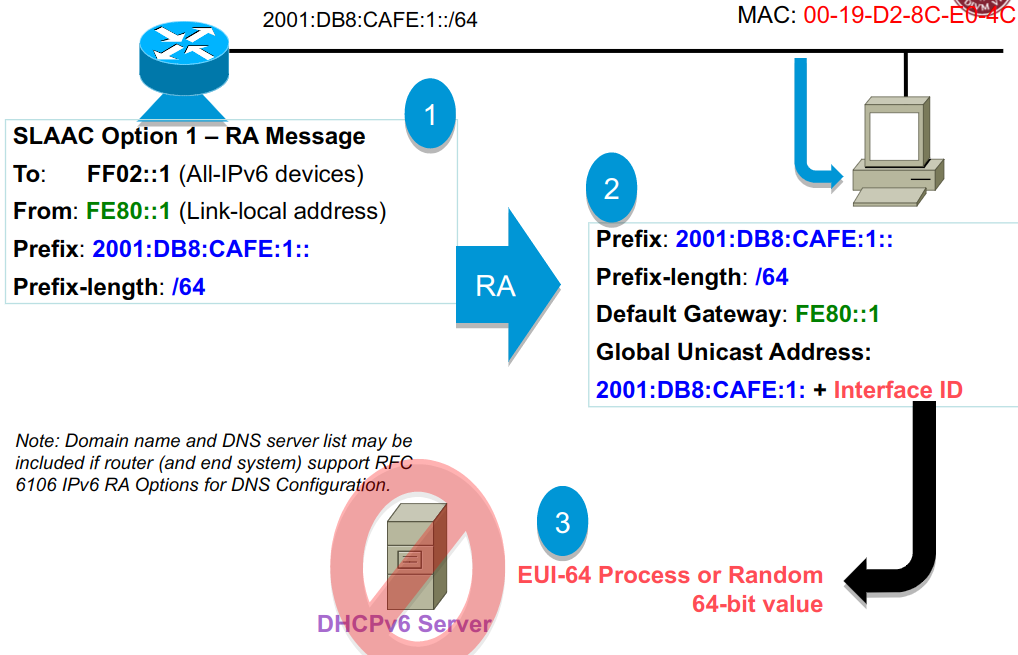 2001:DB8:CAFE:1::/64
MAC: 00-19-D2-8C-E0-4C
1
SLAAC Option 1 – RA Message
To: FF02::1 (All-IPv6 devices)
From: FE80::1 (Link-local address)
Prefix: 2001:DB8:CAFE:1::
Prefix-length: /64
RA
2
Prefix: 2001:DB8:CAFE:1::
Prefix-length: /64
Default Gateway: FE80::1
Global Unicast Address:
2001:DB8:CAFE:1: + Interface ID
Note: Domain name and DNS server list may be
included if router (and end system) support RFC
6106 IPv6 RA Options for DNS Configuration.
3
EUI-64 Process or Random
64-bit value
DHCPv6 Server